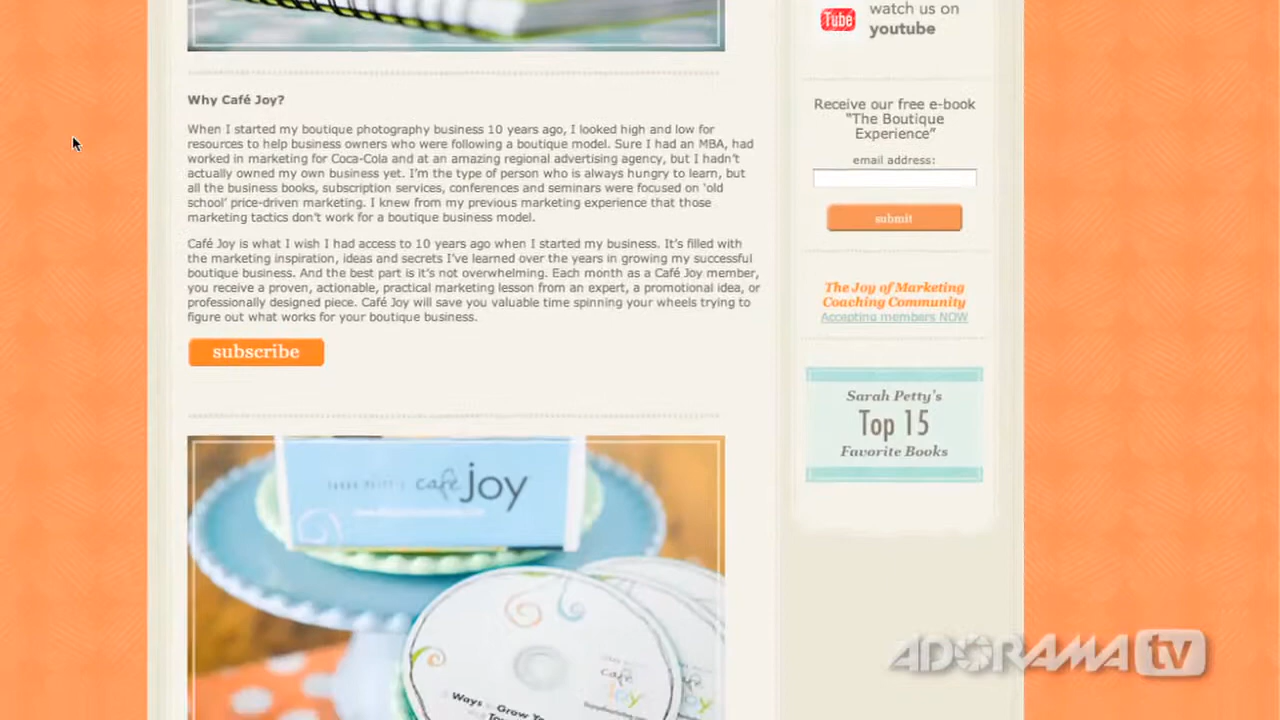 Tube
watch us on
youtube
Why Café Joy?
When I started my boutique photography business 10 years ago, I looked high and low for
resources to help business owners who were following a boutique model. Sure I had an MBA, had
worked in marketing for Coca-Cola and at an amazing regional advertising agency, but I hadn't
actually owned my own business yet. I'm the type of person who is always hungry to learn, but
all the business books, subscription services, conferences and seminars were focused on 'old
school' price-driven marketing. I knew from my previous marketing experience that those
marketing tactics don't work for a boutique business model.
Café Joy is what I wish I had access to 10 years ago when I started my business. It's filled with
the marketing inspiration, ideas and secrets I've learned over the years in growing my successful
boutique business. And the best part is it's not overwhelming. Each month as a Café Joy member,
you receive a proven, actionable, practical marketing lesson from an expert, a promotional idea, or
professionally designed piece. Café Joy will save you valuable time spinning your wheels trying to
figure out what works for your boutique business.
subscribe
Receive our free e-book
"The Boutique
Experience"
email address:
submit
The Joy of Marketing
Coaching Community
Accepting members NOW
Sarah Petty's
Top 15
Favorite Books
café joy
café
joy
Ways to Grow
ADORAMA tv